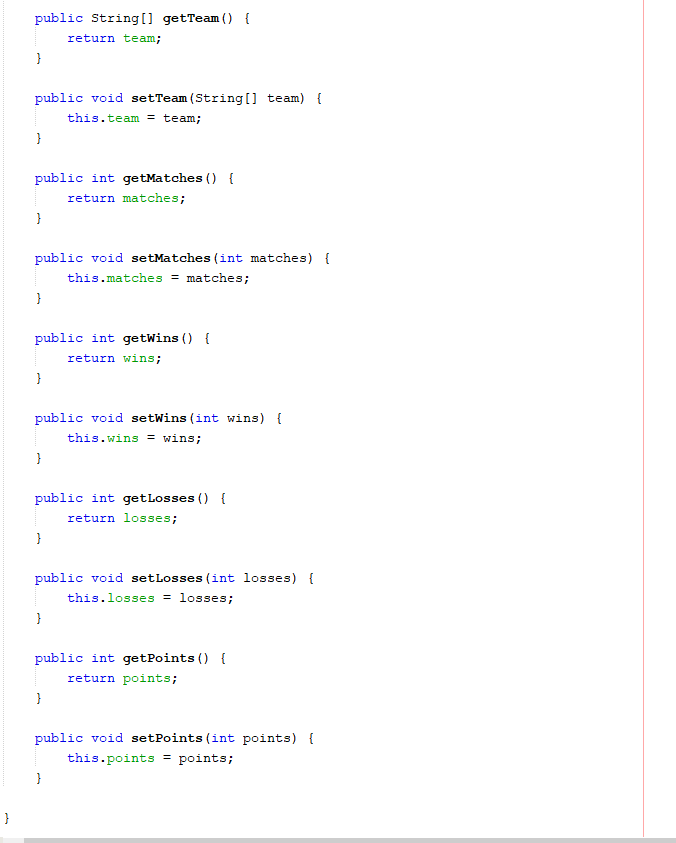 public String[] getTeam() {
return team;
}
public void setTeam(String[] team) {
this.team = team;
}
public int getMatches() {
return matches;
}
public void setMatches(int matches) {
this.matches = matches;
}
public int getWins() {
return wins;
}
public void setWins(int wins) {
this.wins = wins;
}
public int getLosses() {
return losses;
}
public void setLosses(int losses) {
this.losses = losses;
}
public int getPoints() {
return points;
}
public void setPoints(int points) {
this.points = points;
}
}